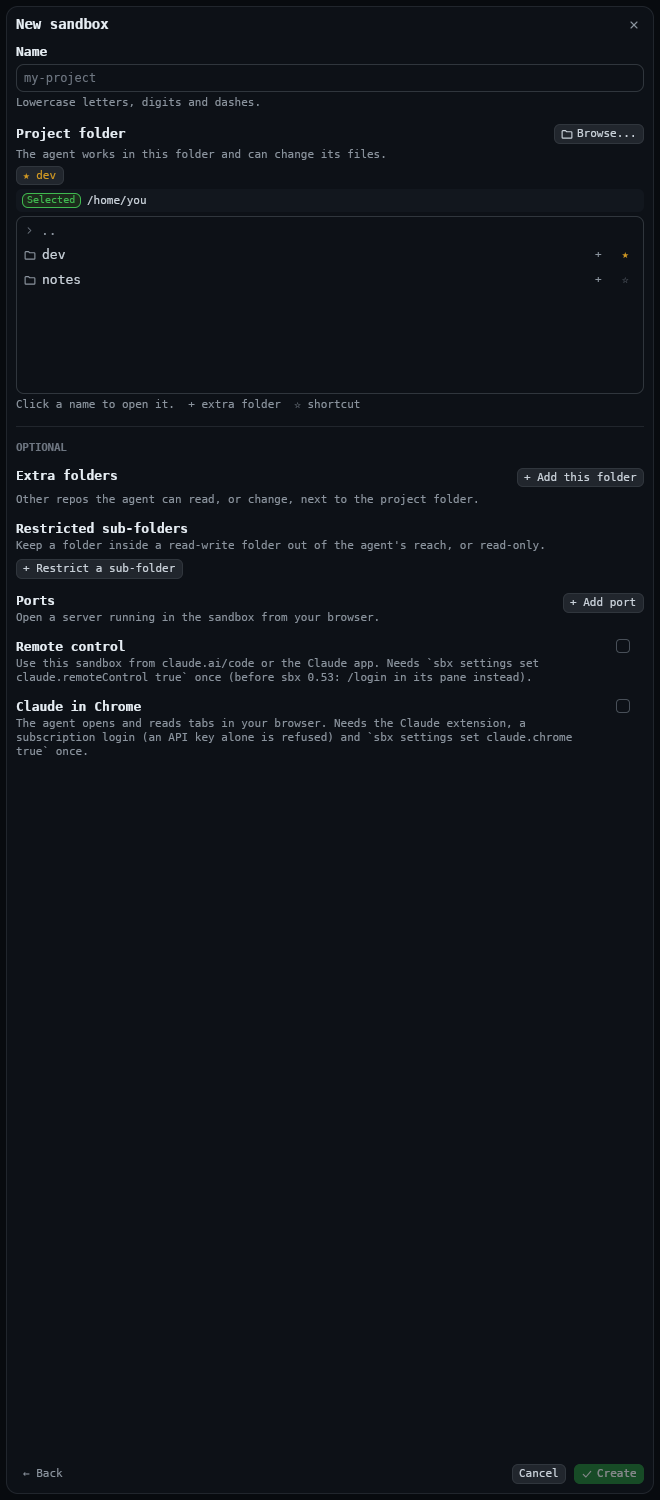 New sandbox ×
Name
my-project
Lowercase letters, digits and dashes.
Project folder Browse...
The agent works in this folder and can change its files.
★ dev
Selected /home/you
> ..
dev + ★
notes + ☆
Click a name to open it. + extra folder ☆ shortcut
OPTIONAL
Extra folders + Add this folder
Other repos the agent can read, or change, next to the project folder.
Restricted sub-folders
Keep a folder inside a read-write folder out of the agent's reach, or read-only.
+ Restrict a sub-folder
Ports + Add port
Open a server running in the sandbox from your browser.
Remote control
Use this sandbox from claude.ai/code or the Claude app. Needs `sbx settings set
claude.remoteControl true` once (before sbx 0.53: /login in its pane instead).
Claude in Chrome
The agent opens and reads tabs in your browser. Needs the Claude extension, a
subscription login (an API key alone is refused) and `sbx settings set claude.chrome
true` once.
← Back Cancel ✓ Create